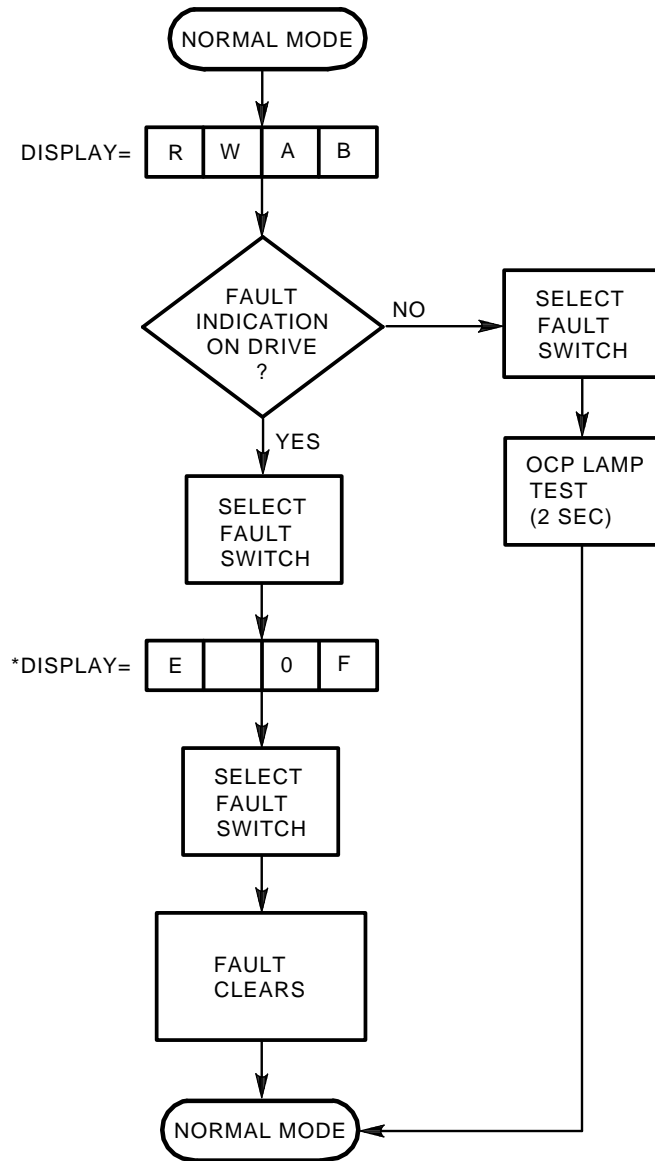 NORMAL MODE
DISPLAY= R W A B
FAULT
INDICATION
ON DRIVE
?
NO
SELECT
FAULT
SWITCH
OCP LAMP
TEST
(2 SEC)
YES
SELECT
FAULT
SWITCH
*DISPLAY= E 0 F
SELECT
FAULT
SWITCH
FAULT
CLEARS
NORMAL MODE